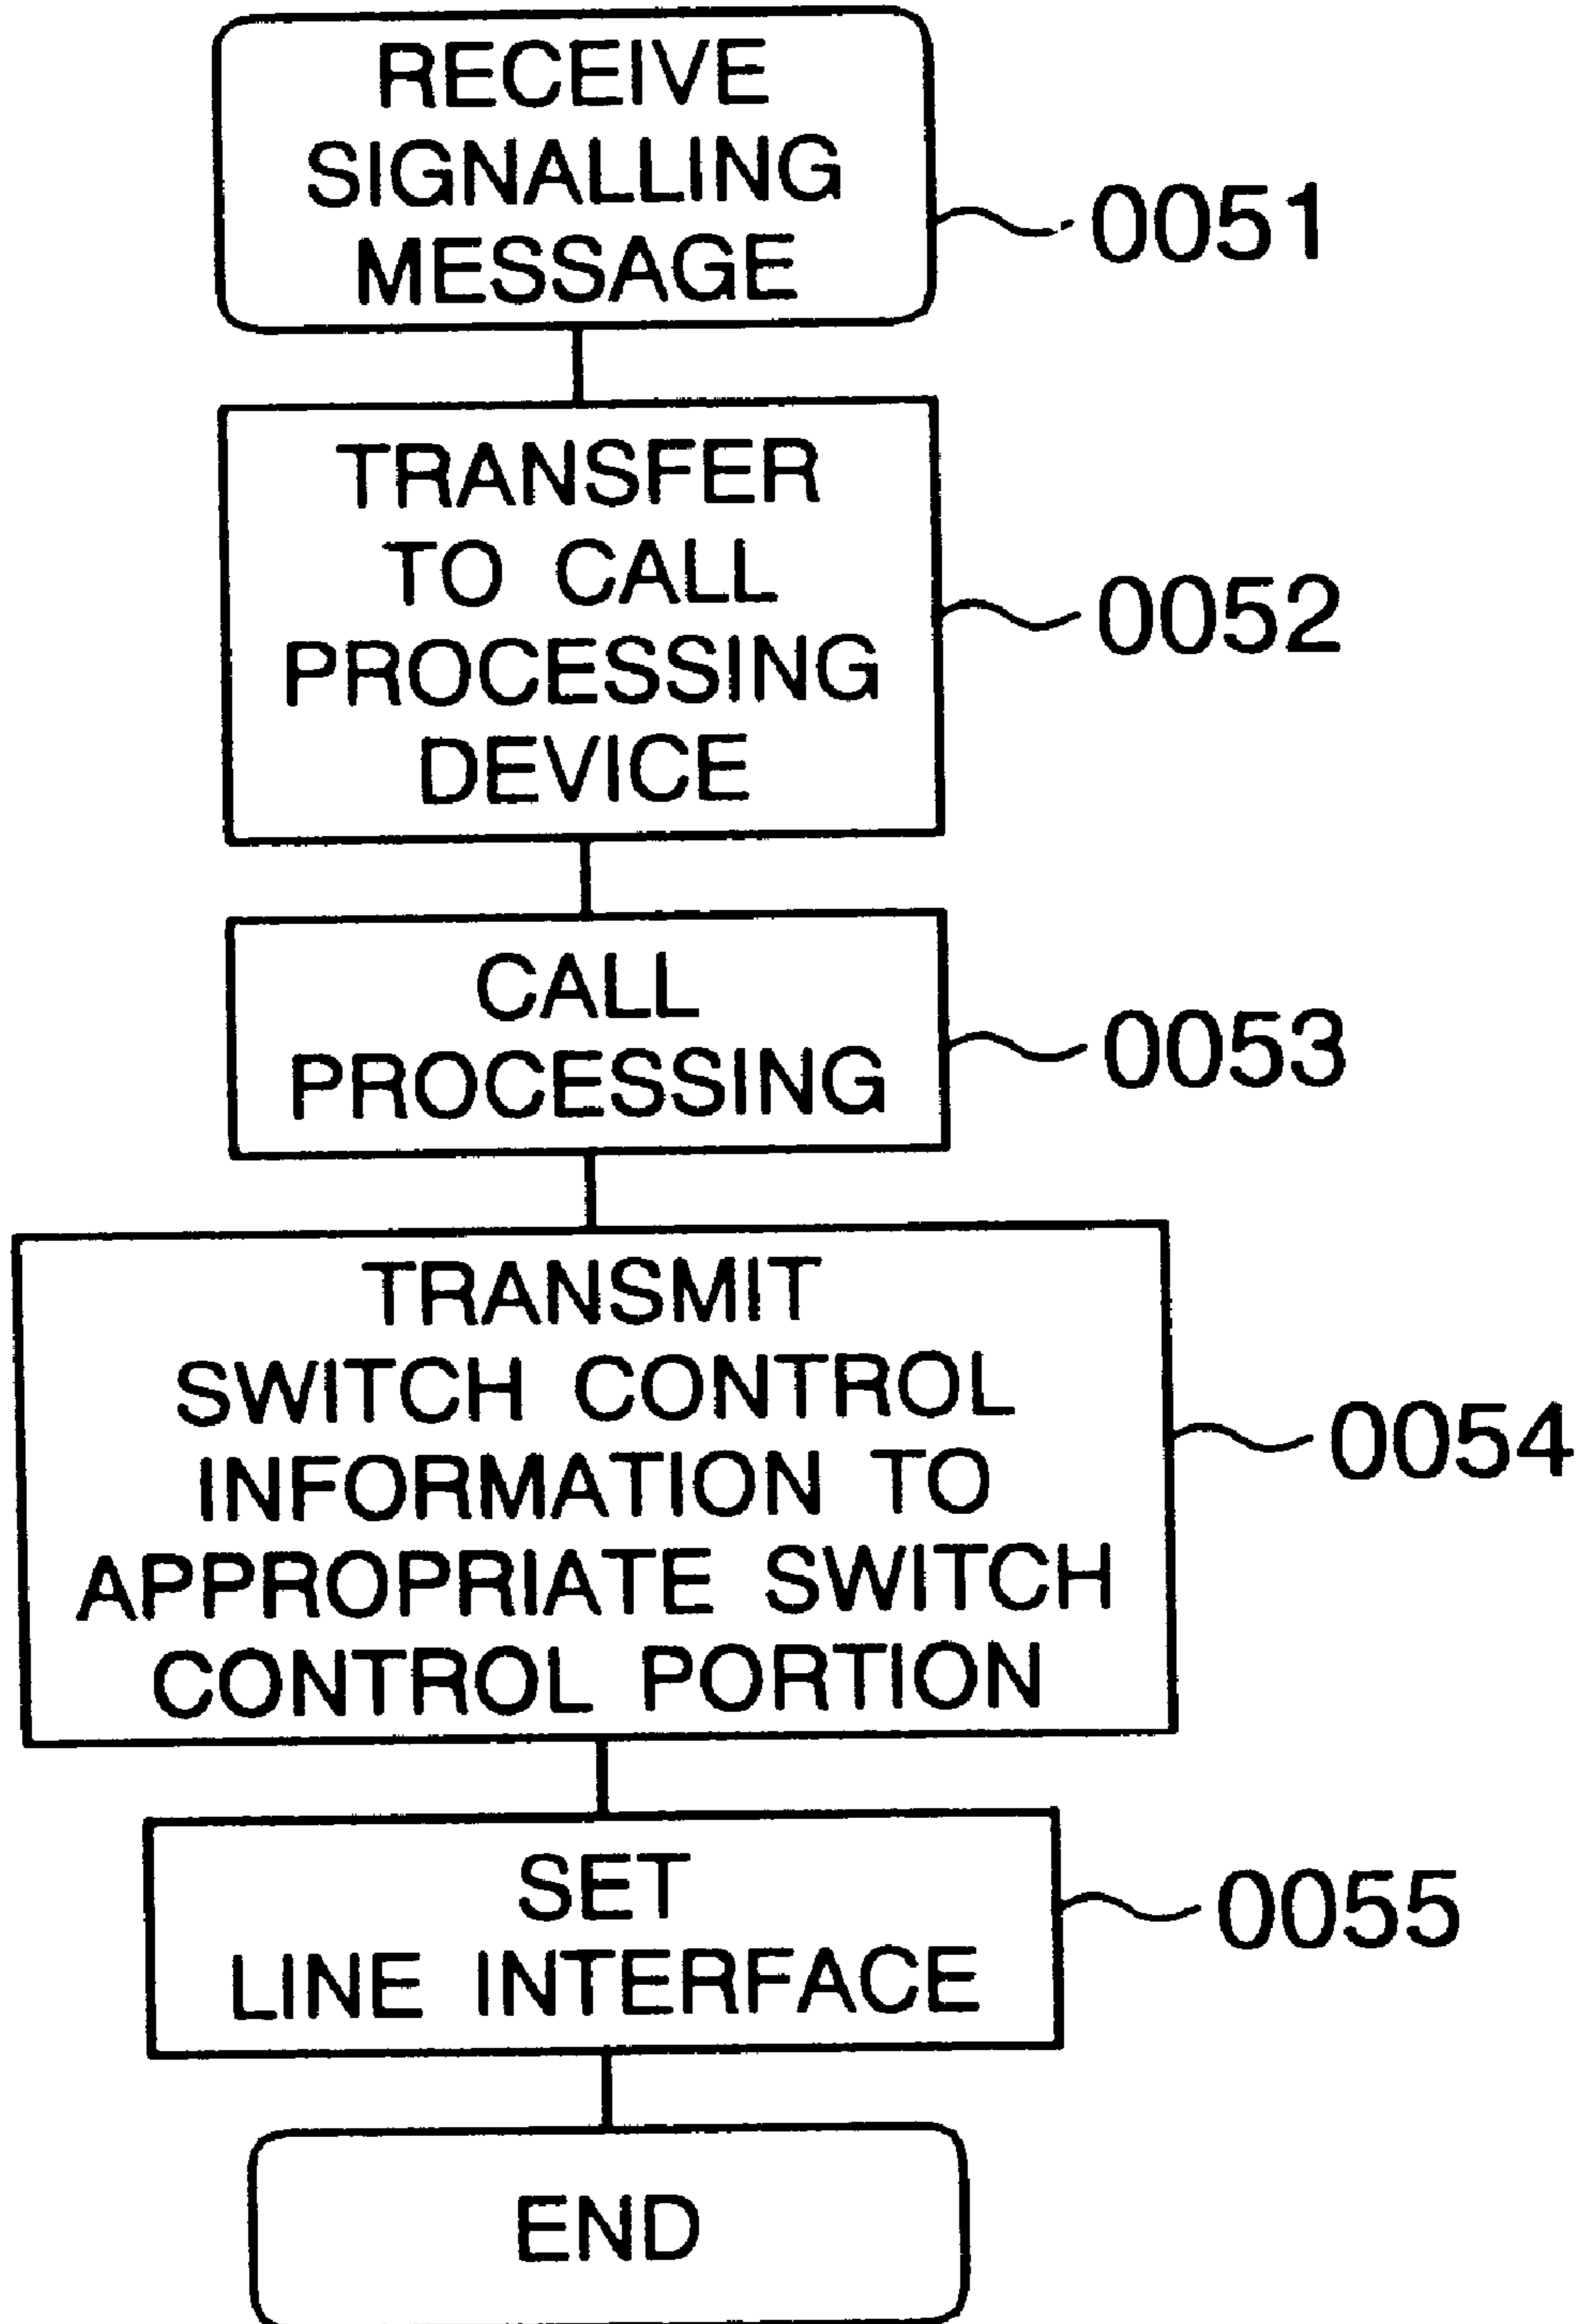 RECEIVE
SIGNALLING
MESSAGE
0051
TRANSFER
TO CALL
PROCESSING
DEVICE
0052
CALL
PROCESSING
0053
TRANSMIT
SWITCH CONTROL
INFORMATION TO
APPROPRIATE SWITCH
CONTROL PORTION
0054
SET
LINE INTERFACE
0055
END